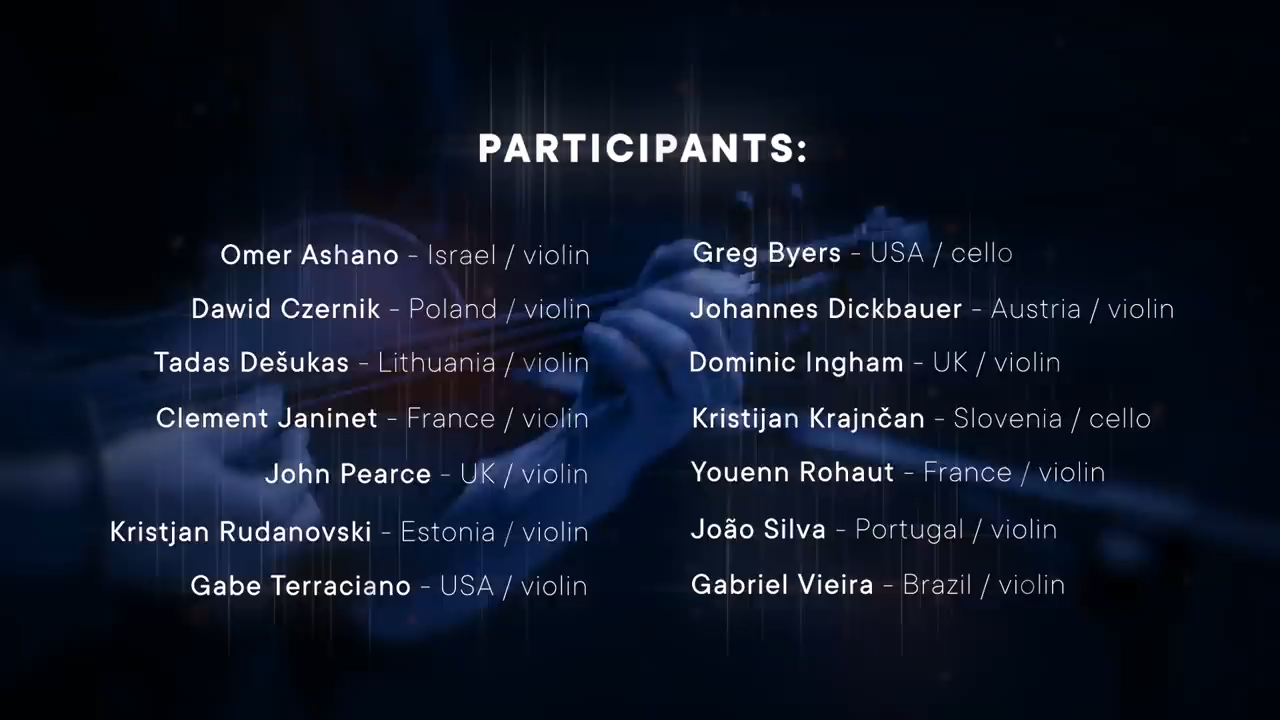 PARTICIPANTS:
Omer Ashano - Israel / violin
Dawid Czernik - Poland / violin
Tadas Dešukas - Lithuania / violin
Clement Janinet - France / violin
John Pearce - UK / violin
Kristjan Rudanovski - Estonia / violin
Gabe Terraciano - USA / violin
Greg Byers - USA / cello
Johannes Dickbauer - Austria / violin
Dominic Ingham - UK / violin
Kristijan Krajnčan - Slovenia / cello
Youenn Rohaut - France / violin
João Silva - Portugal / violin
Gabriel Vieira - Brazil / violin